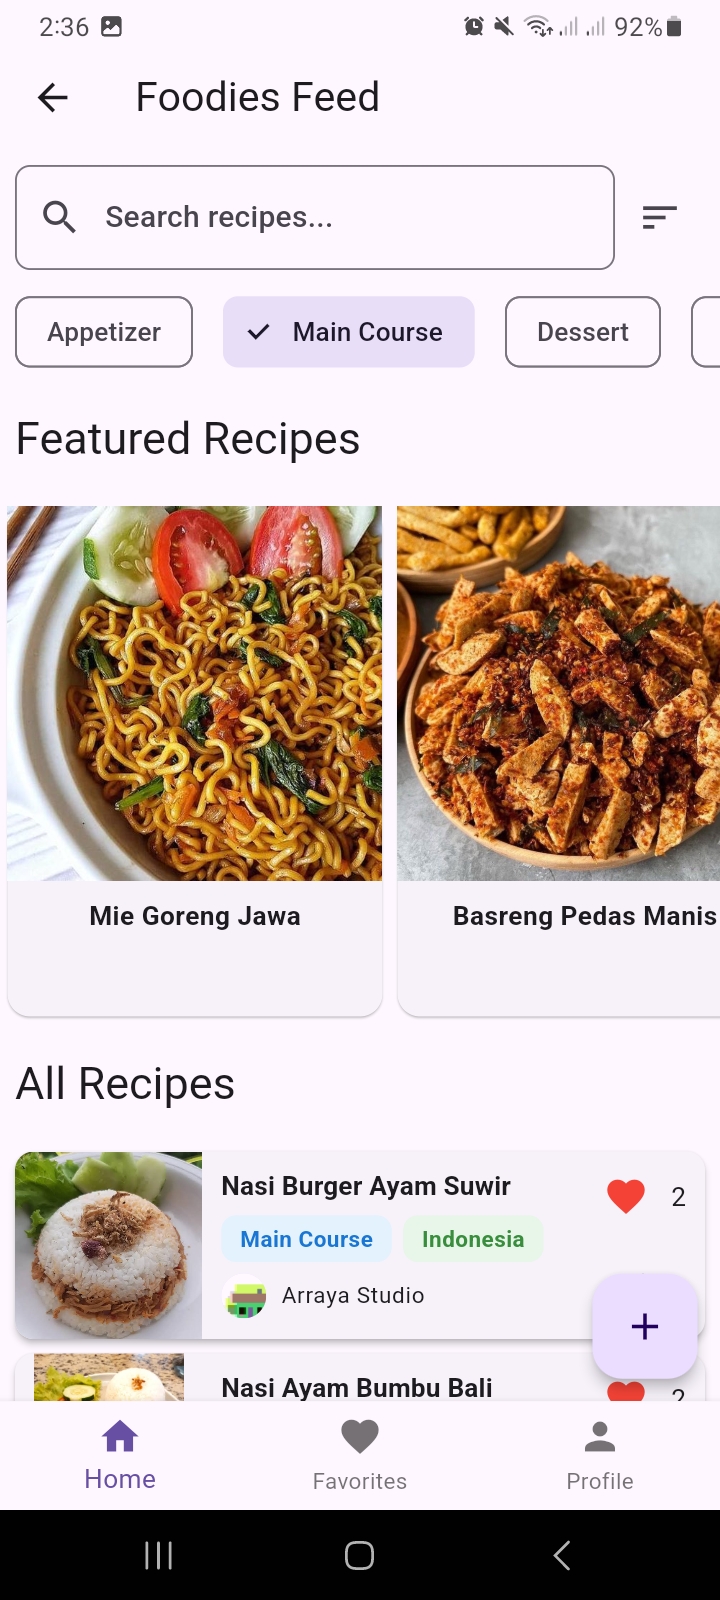 2:36
92%
Foodies Feed
Search recipes...
Appetizer
Main Course
Dessert
Featured Recipes
Mie Goreng Jawa
Basreng Pedas Manis
All Recipes
Nasi Burger Ayam Suwir
2
Main Course
Indonesia
Arraya Studio
Nasi Ayam Bumbu Bali
2
Home
Favorites
Profile